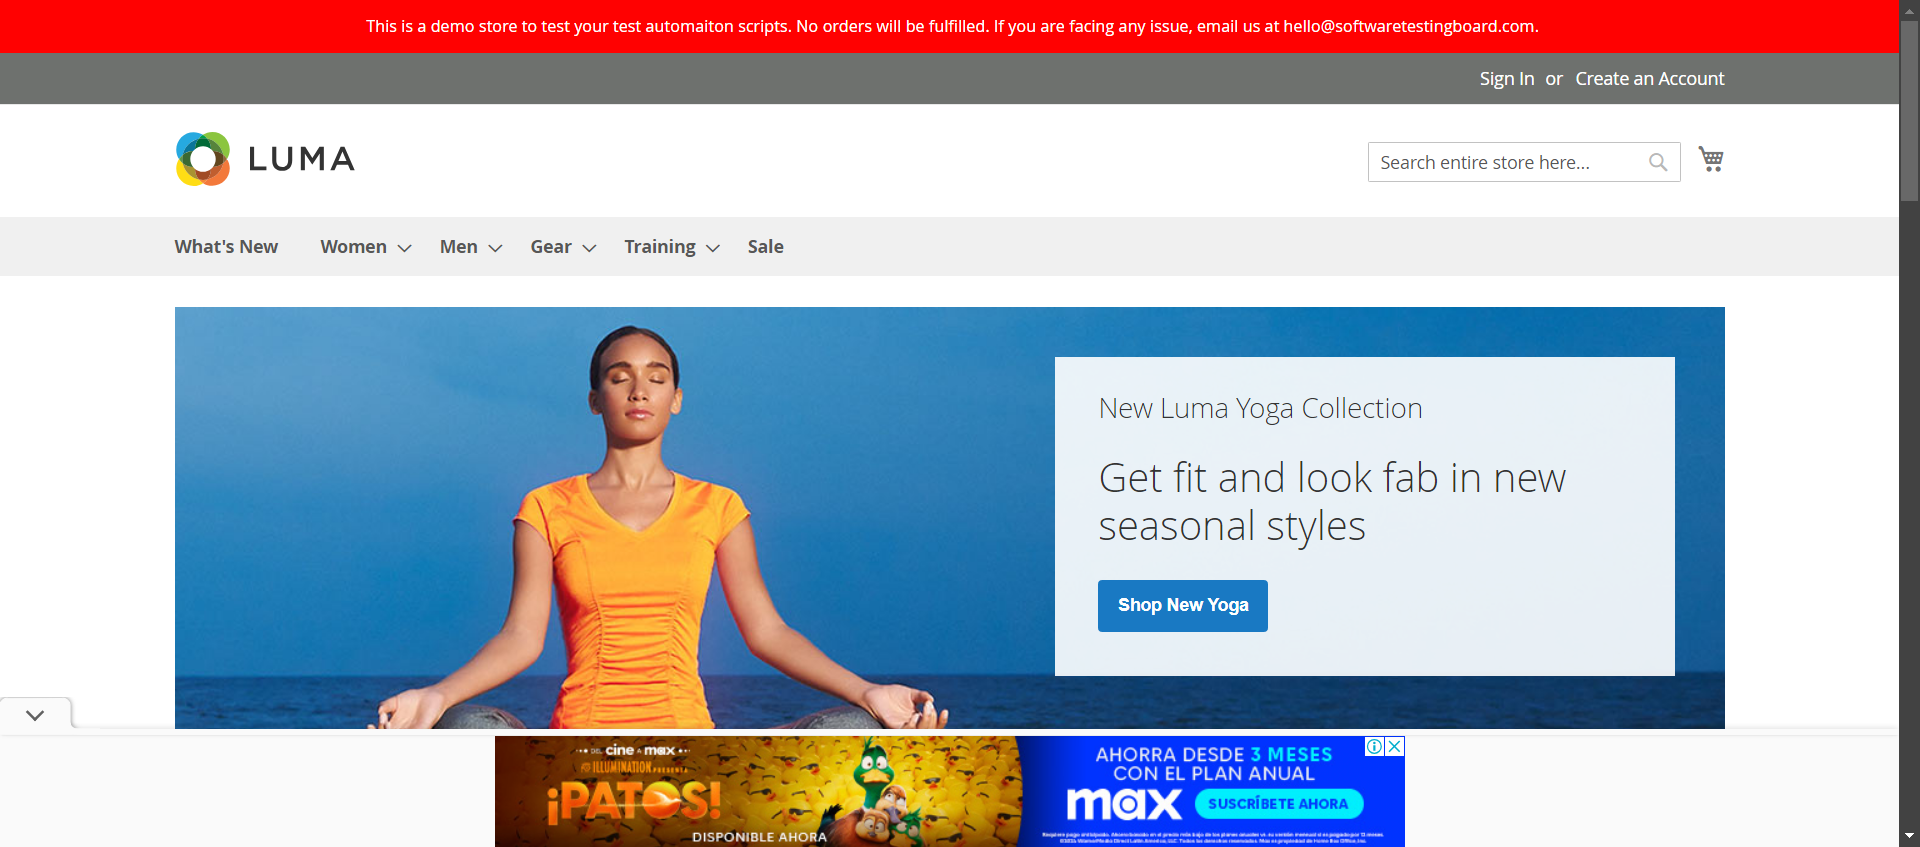 This is a demo store to test your test automaiton scripts. No orders will be fulfilled. If you are facing any issue, email us at hello@softwaretestingboard.com.
Sign In or Create an Account
LUMA
Search entire store here...
What's New Women Men Gear Training Sale
New Luma Yoga Collection
Get fit and look fab in new
seasonal styles
Shop New Yoga
DEL cine A max
ILLUMINATION PRESENTA
¡PATOS!
DISPONIBLE AHORA
AHORRA DESDE 3 MESES
CON EL PLAN ANUAL
max SUSCRÍBETE AHORA